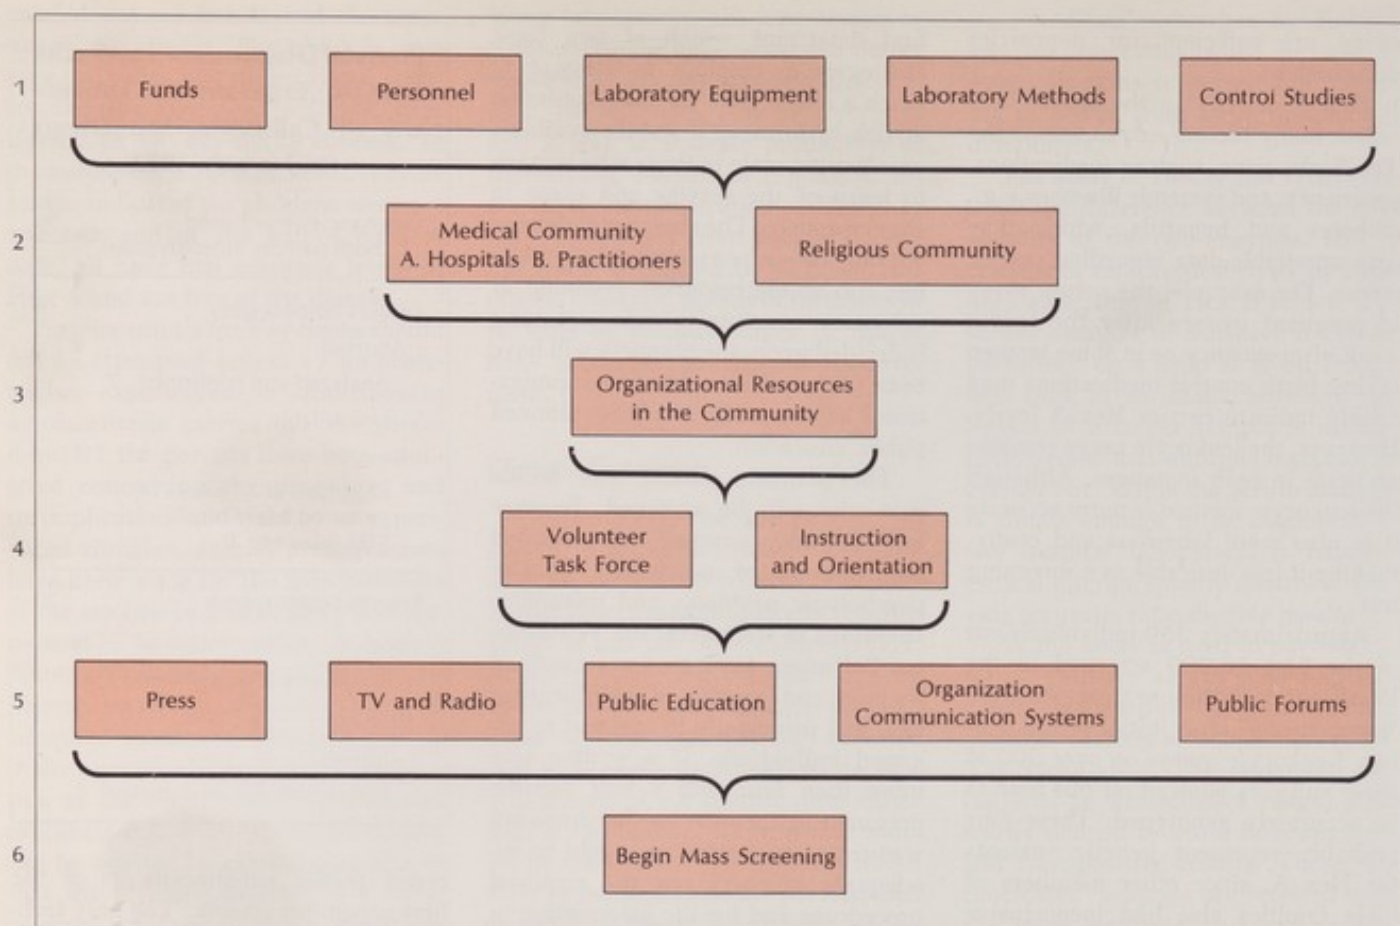 1
Funds
Personnel
Laboratory Equipment
Laboratory Methods
Control Studies
2
Medical Community
A. Hospitals B. Practitioners
Religious Community
3
Organizational Resources
in the Community
4
Volunteer
Task Force
Instruction
and Orientation
5
Press
TV and Radio
Public Education
Organization
Communication Systems
Public Forums
6
Begin Mass Screening